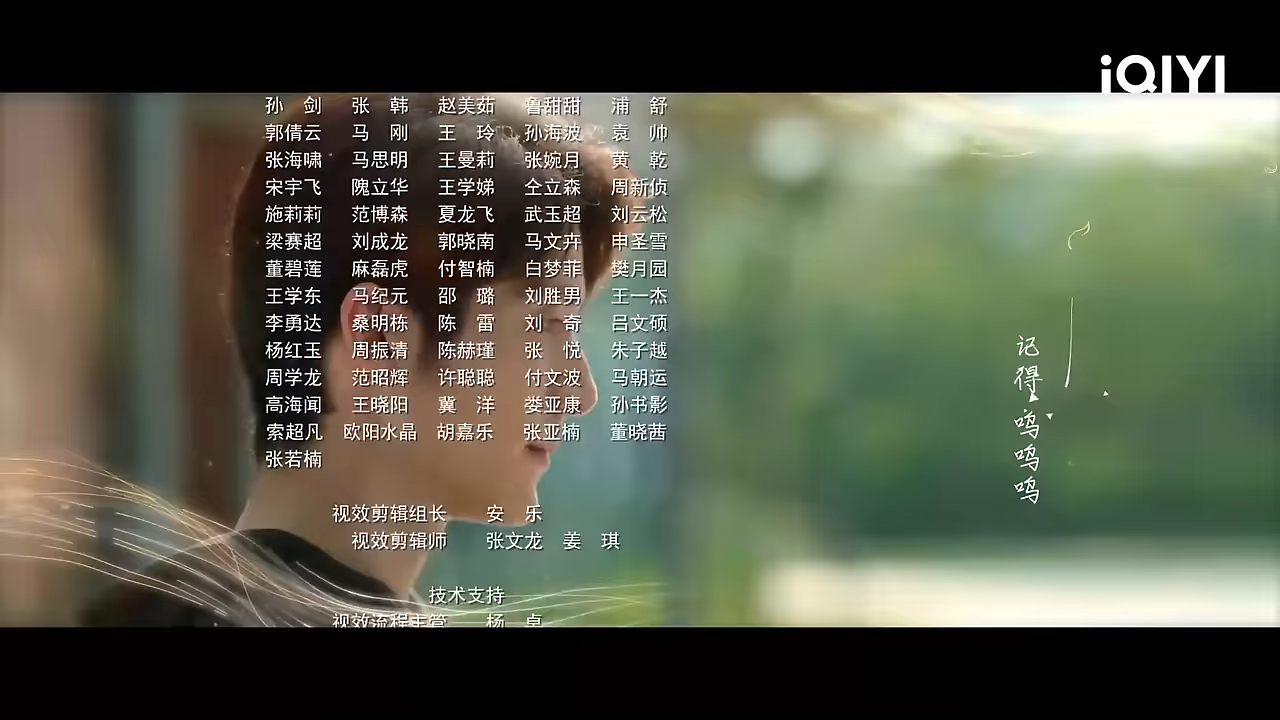 iQIYI
孙 剑 张 韩 赵美茹 鲁甜甜 浦 舒
郭倩云 马 刚 王 玲 孙海波 袁 帅
张海啸 马思明 王曼莉 张婉月 黄 乾
宋宇飞 隗立华 王学娣 仝立森 周新侦
施莉莉 范博森 夏龙飞 武玉超 刘云松
梁赛超 刘成龙 郭晓南 马文卉 申圣雪
董碧莲 麻磊虎 付智楠 白梦菲 樊月园
王学东 马纪元 邵 璐 刘胜男 王一杰
李勇达 桑明栋 陈 雷 刘 奇 吕文硕
杨红玉 周振清 陈赫瑾 张 悦 朱子越
周学龙 范昭辉 许聪聪 付文波 马朝运
高海闻 王晓阳 冀 洋 娄亚康 孙书影
索超凡 欧阳水晶 胡嘉乐 张亚楠 董晓茜
张若楠
视效剪辑组长 安 乐
视效剪辑师 张文龙 姜 琪
技术支持
视效流程主管 杨 卓
记得 呜呜呜